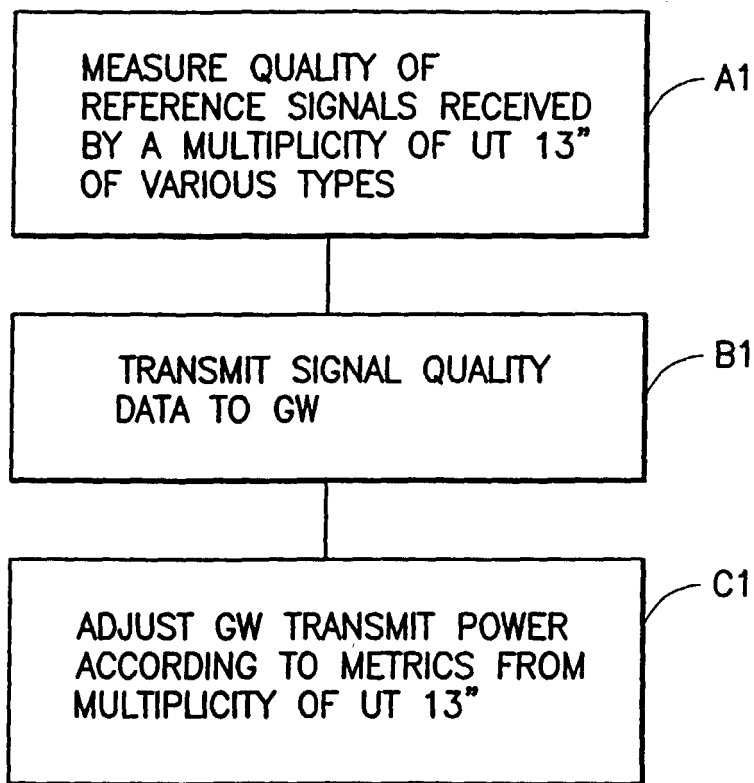 MEASURE QUALITY OF
REFERENCE SIGNALS RECEIVED
BY A MULTIPLICITY OF UT 13"
OF VARIOUS TYPES
A1
TRANSMIT SIGNAL QUALITY
DATA TO GW
B1
ADJUST GW TRANSMIT POWER
ACCORDING TO METRICS FROM
MULTIPLICITY OF UT 13"
C1